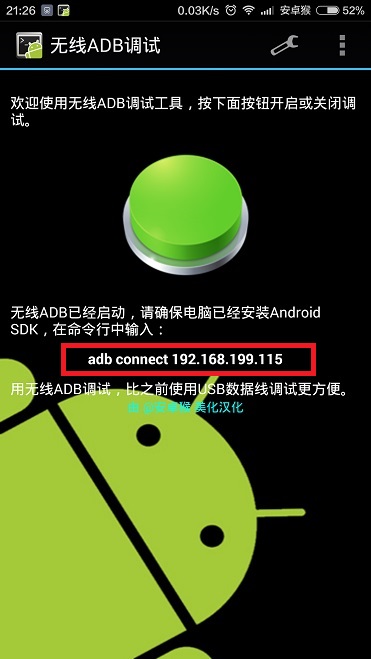 21:26
0.03K/s
安卓猴
52%
无线ADB调试
欢迎使用无线ADB调试工具，按下面按钮开启或关闭调
试。
无线ADB已经启动，请确保电脑已经安装Android
SDK，在命令行中输入：
adb connect 192.168.199.115
用无线ADB调试，比之前使用USB数据线调试更方便。
由 @安卓猴 美化汉化